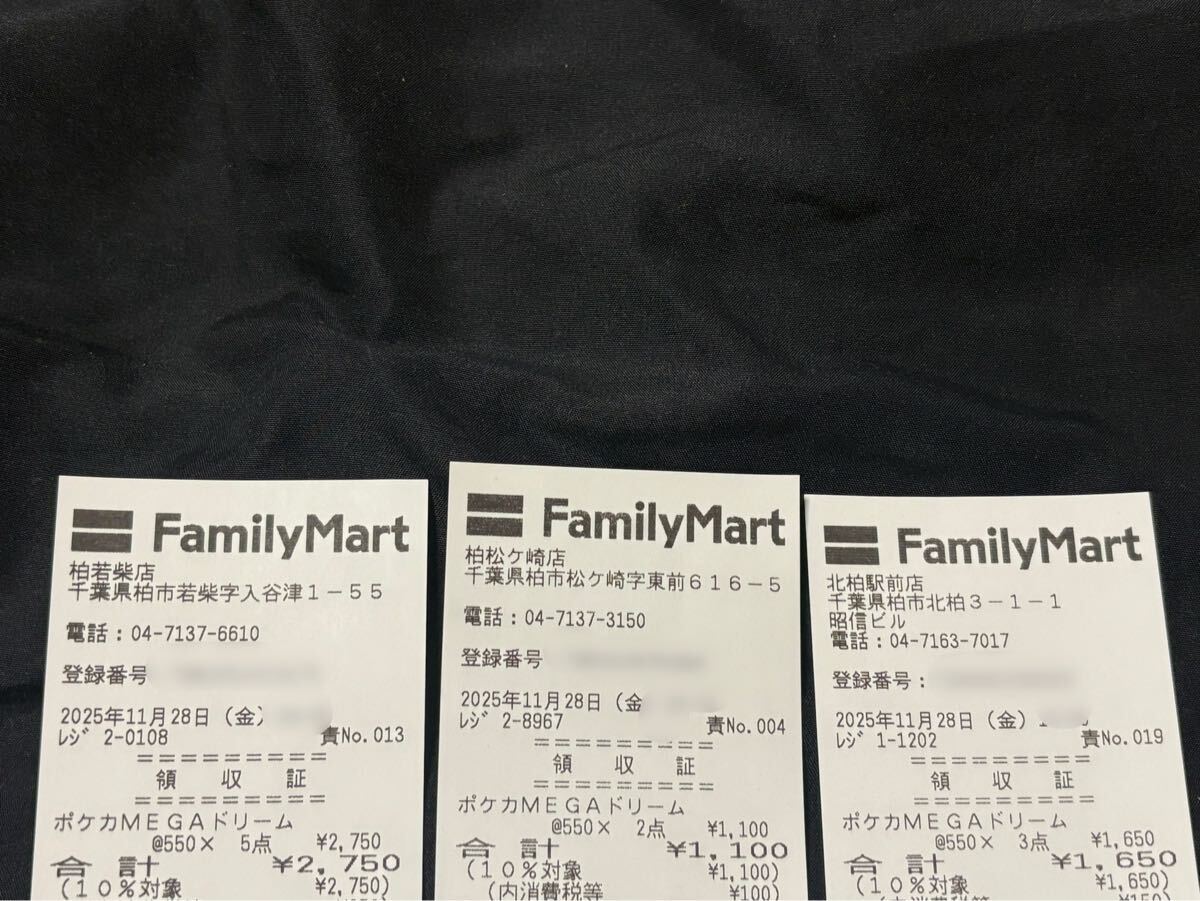 FamilyMart
柏若柴店
千葉県柏市若柴字入谷津1-55
電話:04-7137-6610
登録番号
2025年11月28日(金)
レジ 2-0108 責No.013
=========
領 収 証
=========
ポケカMEGAドリーム
@550× 5点 ¥2,750
合 計 ¥2,750
(10%対象 ¥2,750)
FamilyMart
柏松ケ崎店
千葉県柏市松ケ崎字東前616-5
電話:04-7137-3150
登録番号
2025年11月28日(金
レジ 2-8967 責No.004
=========
領 収 証
=========
ポケカMEGAドリーム
@550× 2点 ¥1,100
合 計 ¥1,100
(10%対象 ¥1,100)
(内消費税等 ¥100)
FamilyMart
北柏駅前店
千葉県柏市北柏3-1-1
昭信ビル
電話:04-7163-7017
登録番号:
2025年11月28日(金)
レジ 1-1202 責No.019
=========
領 収 証
=========
ポケカMEGAドリーム
@550× 3点 ¥1,650
合 計 ¥1,650
(10%対象 ¥1,650)
(内消費税等 ¥150)